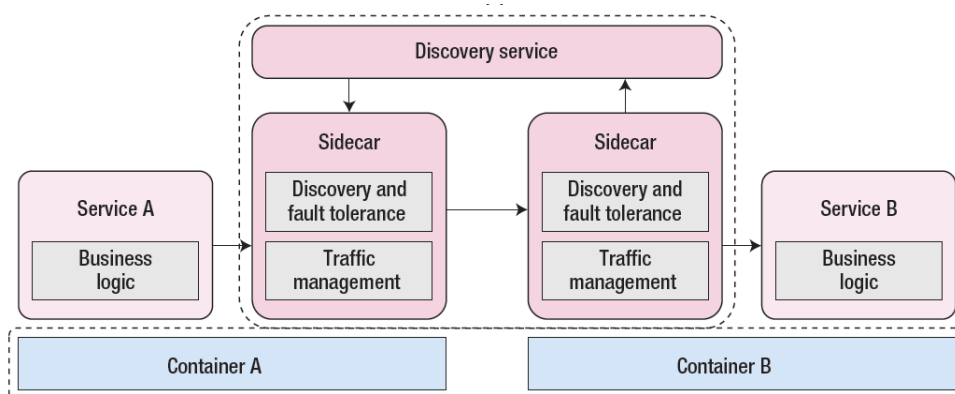 Discovery service
Sidecar
Sidecar
Discovery and
fault tolerance
Discovery and
fault tolerance
Service A
Service B
Business
logic
Traffic
management
Traffic
management
Business
logic
Container A
Container B